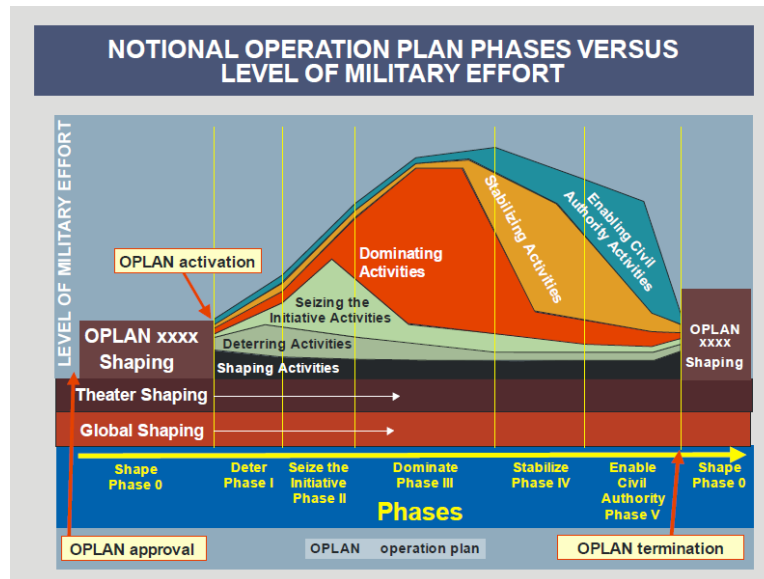 NOTIONAL OPERATION PLAN PHASES VERSUS
LEVEL OF MILITARY EFFORT
LEVEL OF MILITARY EFFORT
OPLAN activation
OPLAN xxxx
Shaping
Dominating
Activities
Stabilizing Activities
Enabling Civil
Authority Activities
Seizing the
Initiative Activities
Deterring Activities
Shaping Activities
OPLAN
xxxx
Shaping
Theater Shaping
Global Shaping
Shape
Phase 0
Deter
Phase I
Seize the
Initiative
Phase II
Dominate
Phase III
Stabilize
Phase IV
Enable
Civil
Authority
Phase V
Shape
Phase 0
Phases
OPLAN approval
OPLAN operation plan
OPLAN termination